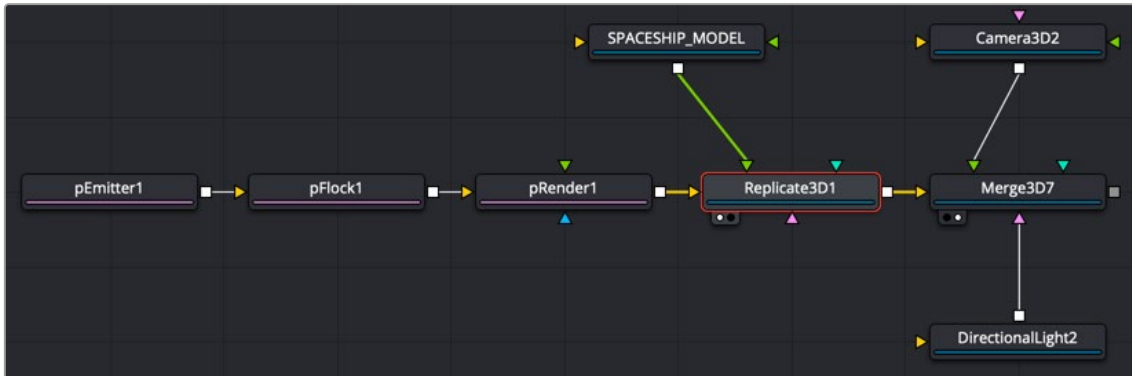 SPACESHIP_MODEL
Camera3D2
pEmitter1
pFlock1
pRender1
Replicate3D1
Merge3D7
DirectionalLight2